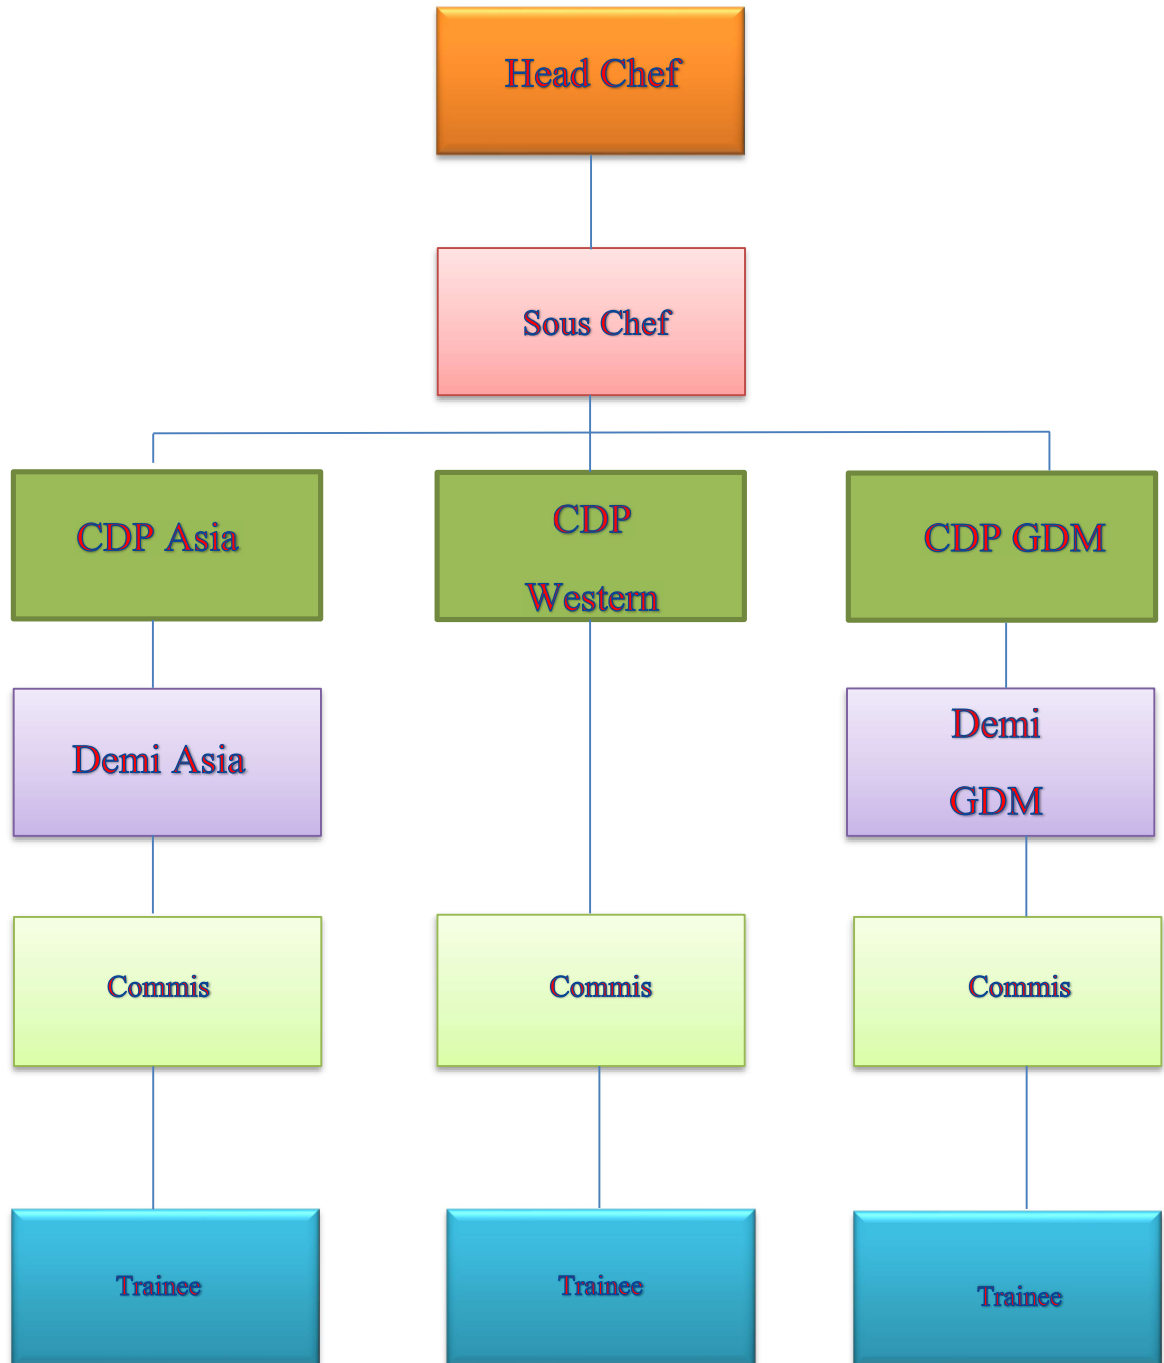 Head Chef
Sous Chef
CDP Asia
CDP
Western
CDP GDM
Demi Asia
Demi
GDM
Commis
Commis
Commis
Trainee
Trainee
Trainee